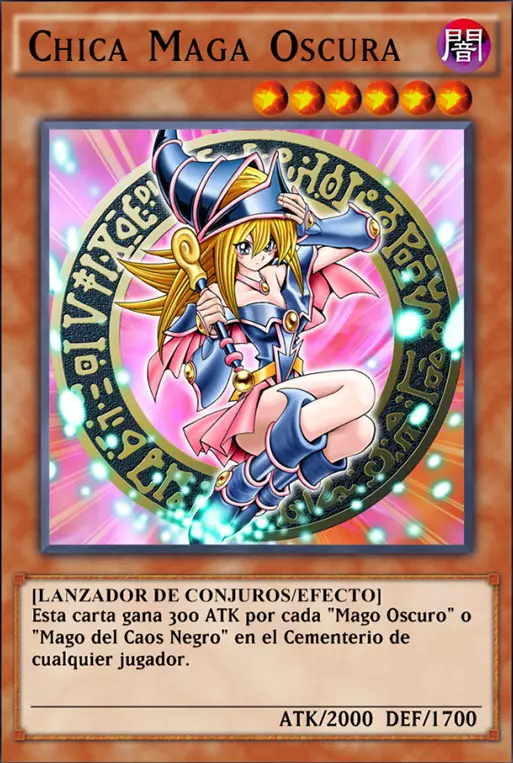 Chica Maga Oscura
闇
[LANZADOR DE CONJUROS/EFECTO]
Esta carta gana 300 ATK por cada "Mago Oscuro" o
"Mago del Caos Negro" en el Cementerio de
cualquier jugador.
ATK/2000 DEF/1700